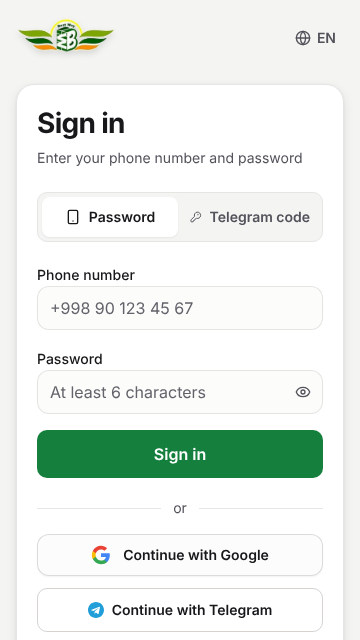 EN
Sign in
Enter your phone number and password
Password
Telegram code
Phone number
+998 90 123 45 67
Password
At least 6 characters
Sign in
or
Continue with Google
Continue with Telegram